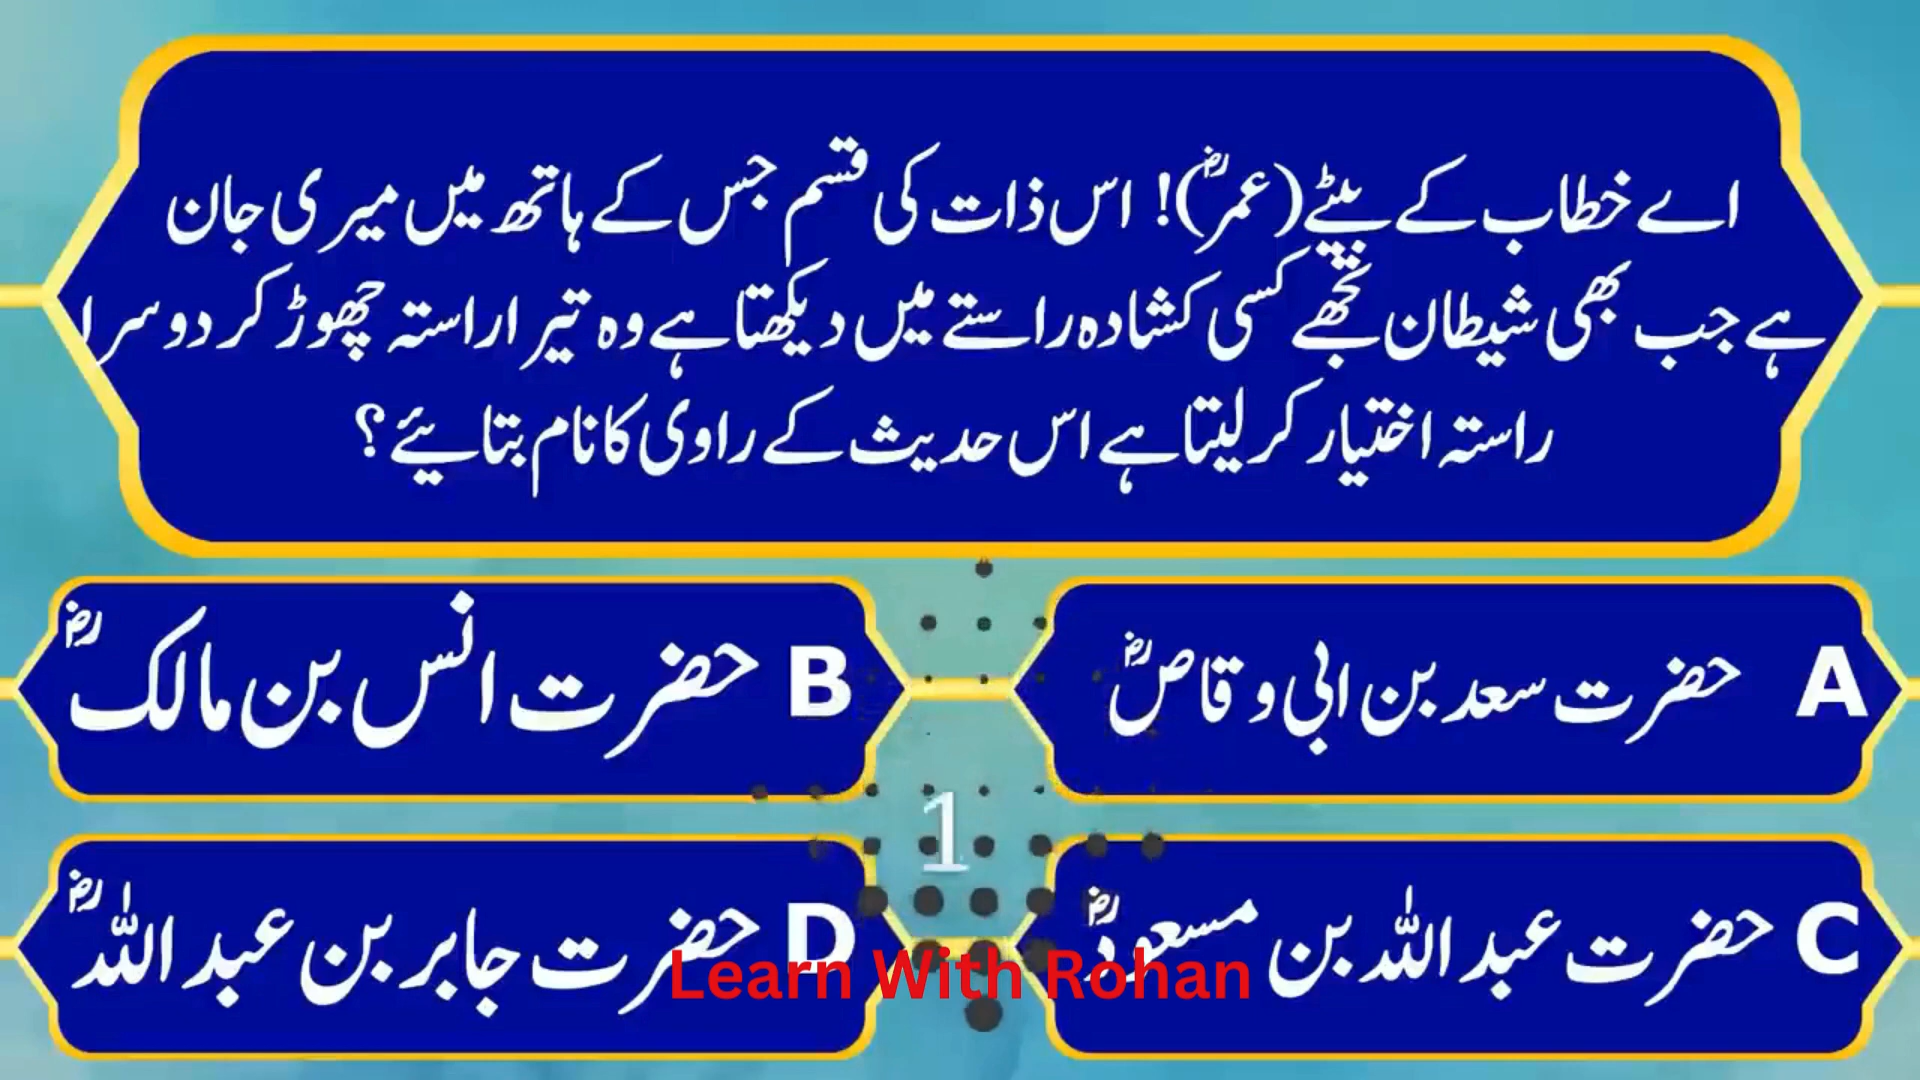 اے خطاب کے بیٹے (عمرؓ)! اس ذات کی قسم جس کے ہاتھ میں میری جان
ہے جب بھی شیطان تجھے کسی کشادہ راستے میں دیکھتا ہے وہ تیرا راستہ چھوڑ کر دوسرا
راستہ اختیار کر لیتا ہے اس حدیث کے راوی کا نام بتایئے؟
A حضرت سعد بن ابی وقاصؓ
B حضرت انس بن مالکؓ
C حضرت عبد اللہ بن مسعودؓ
D حضرت جابر بن عبد اللہؓ
1
Learn With Rohan